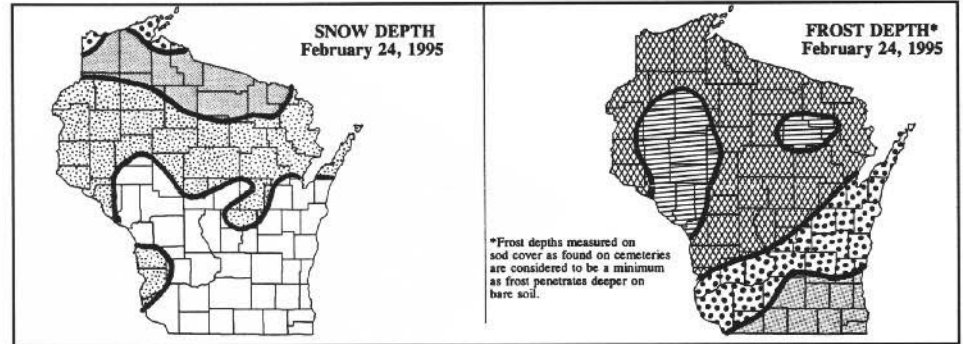 SNOW DEPTH
February 24, 1995
FROST DEPTH*
February 24, 1995
*Frost depths measured on
sod cover as found on cemeteries
are considered to be a minimum
as frost penetrates deeper on
bare soil.